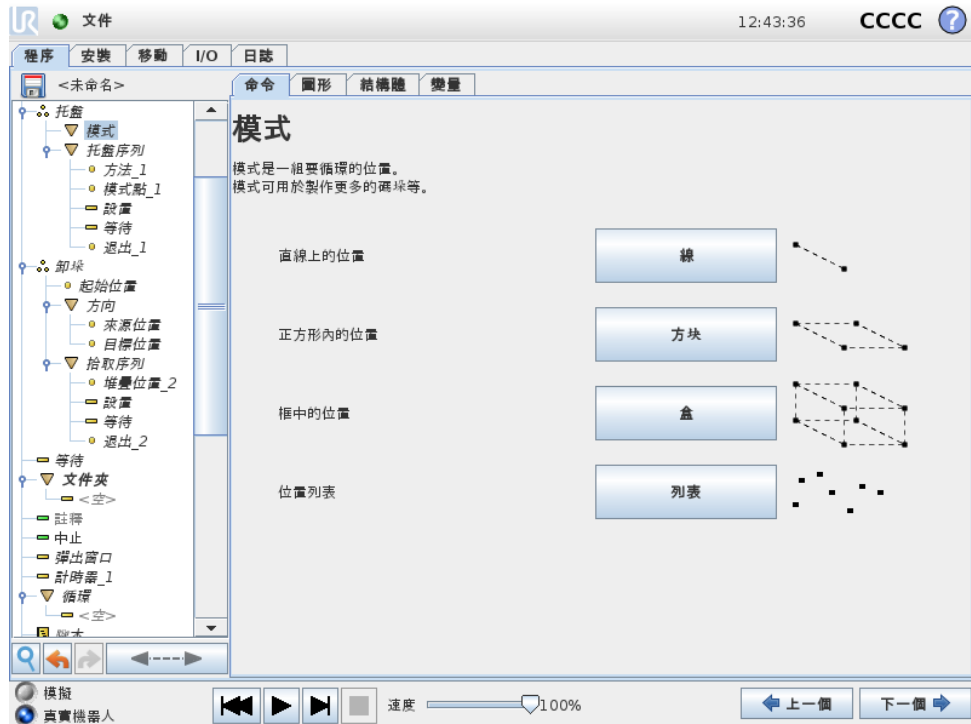 UR 文件 12:43:36 CCCC ?
程序 安裝 移動 I/O 日誌
<未命名>
命令 圖形 結構體 變量
托盤
模式
托盤序列
方法_1
模式點_1
設置
等待
退出_1
卸垛
起始位置
方向
來源位置
目標位置
拾取序列
堆疊位置_2
設置
等待
退出_2
等待
文件夾
<空>
註釋
中止
彈出窗口
計時器_1
循環
<空>
模式
模式是一組要循環的位置。
模式可用於製作更多的碼垛等。
直線上的位置 線
正方形內的位置 方块
框中的位置 盒
位置列表 列表
模擬
真實機器人
速度 100%
上一個 下一個